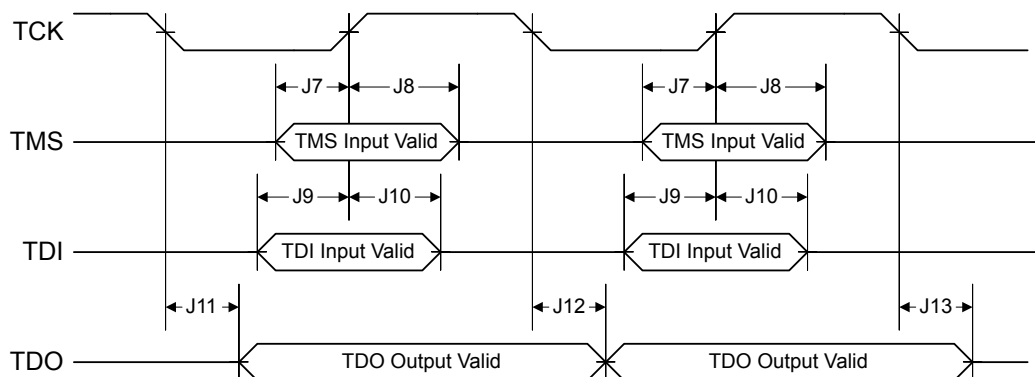 TCK
J7 J8 J7 J8
TMS TMS Input Valid TMS Input Valid
J9 J10 J9 J10
TDI TDI Input Valid TDI Input Valid
J11 J12 J13
TDO TDO Output Valid TDO Output Valid